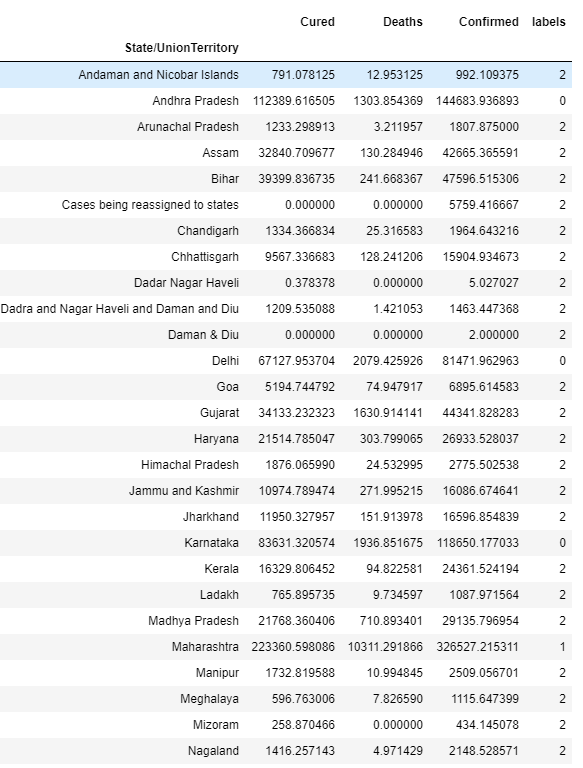 Cured Deaths Confirmed labels
State/UnionTerritory
Andaman and Nicobar Islands 791.078125 12.953125 992.109375 2
Andhra Pradesh 112389.616505 1303.854369 144683.936893 0
Arunachal Pradesh 1233.298913 3.211957 1807.875000 2
Assam 32840.709677 130.284946 42665.365591 2
Bihar 39399.836735 241.668367 47596.515306 2
Cases being reassigned to states 0.000000 0.000000 5759.416667 2
Chandigarh 1334.366834 25.316583 1964.643216 2
Chhattisgarh 9567.336683 128.241206 15904.934673 2
Dadar Nagar Haveli 0.378378 0.000000 5.027027 2
Dadra and Nagar Haveli and Daman and Diu 1209.535088 1.421053 1463.447368 2
Daman & Diu 0.000000 0.000000 2.000000 2
Delhi 67127.953704 2079.425926 81471.962963 0
Goa 5194.744792 74.947917 6895.614583 2
Gujarat 34133.232323 1630.914141 44341.828283 2
Haryana 21514.785047 303.799065 26933.528037 2
Himachal Pradesh 1876.065990 24.532995 2775.502538 2
Jammu and Kashmir 10974.789474 271.995215 16086.674641 2
Jharkhand 11950.327957 151.913978 16596.854839 2
Karnataka 83631.320574 1936.851675 118650.177033 0
Kerala 16329.806452 94.822581 24361.524194 2
Ladakh 765.895735 9.734597 1087.971564 2
Madhya Pradesh 21768.360406 710.893401 29135.796954 2
Maharashtra 223360.598086 10311.291866 326527.215311 1
Manipur 1732.819588 10.994845 2509.056701 2
Meghalaya 596.763006 7.826590 1115.647399 2
Mizoram 258.870466 0.000000 434.145078 2
Nagaland 1416.257143 4.971429 2148.528571 2